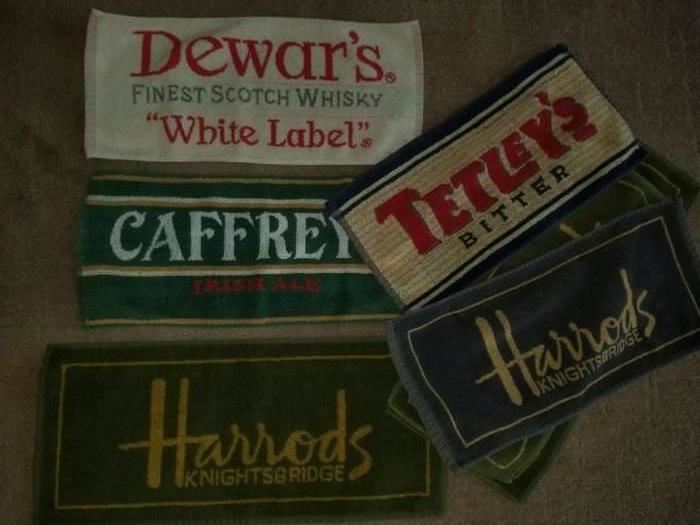 Dewar's®
FINEST SCOTCH WHISKY
"White Label"®
TETLEY'S
BITTER
CAFFREY
IRISH ALE
Harrods
KNIGHTSBRIDGE
Harrods
KNIGHTSBRIDGE